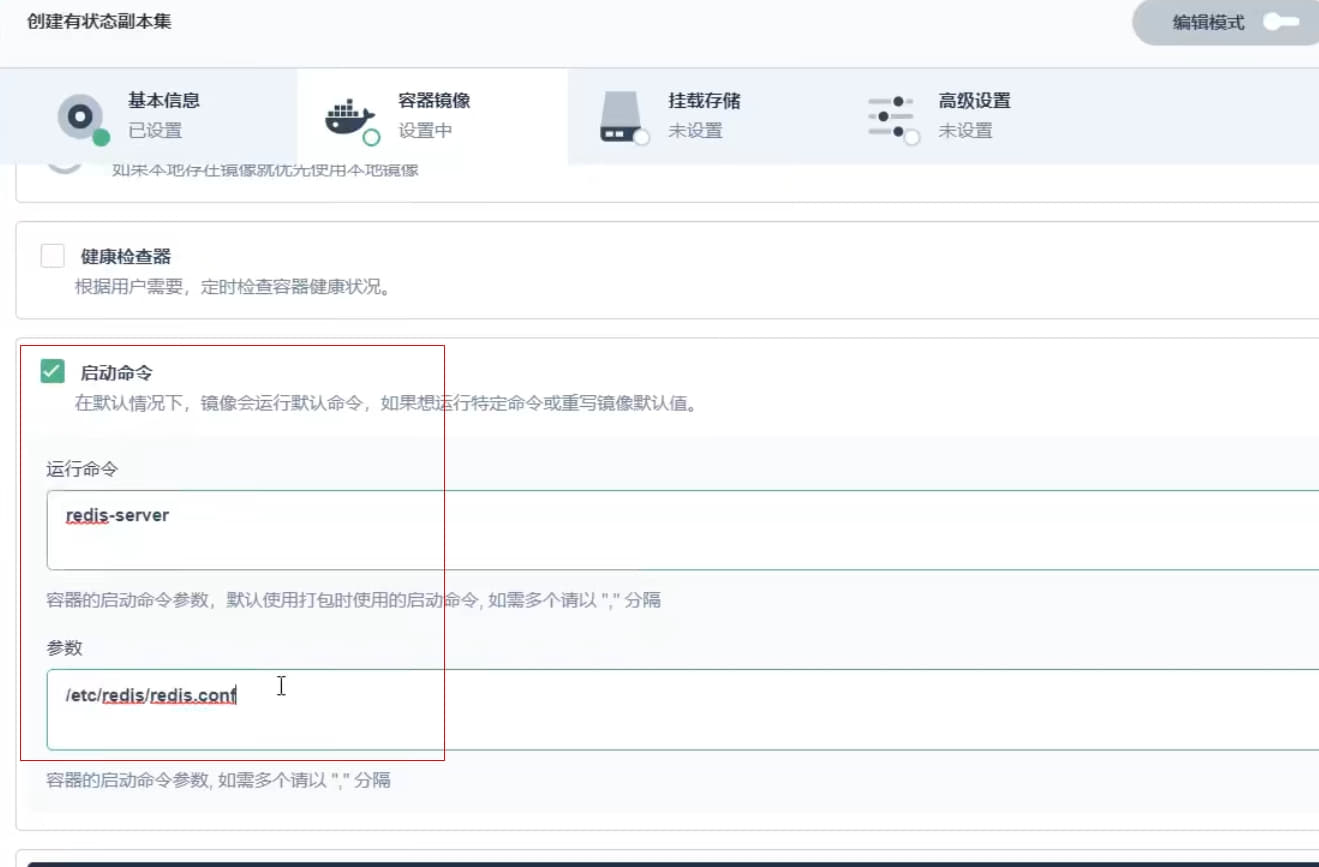 创建有状态副本集
编辑模式
基本信息
已设置
容器镜像
设置中
挂载存储
未设置
高级设置
未设置
如果本地存在镜像就优先使用本地镜像
健康检查器
根据用户需要，定时检查容器健康状况。
启动命令
在默认情况下，镜像会运行默认命令，如果想运行特定命令或重写镜像默认值。
运行命令
redis-server
容器的启动命令参数，默认使用打包时使用的启动命令, 如需多个请以 "," 分隔
参数
/etc/redis/redis.conf
容器的启动命令参数, 如需多个请以 "," 分隔